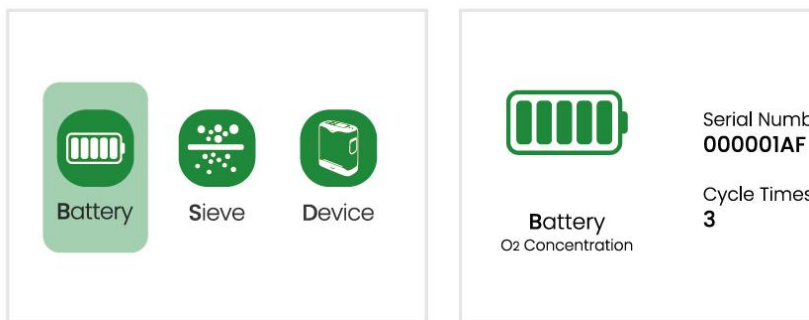 Battery
Sieve
Device
Battery
O2 Concentration
Serial Numb
000001AF
Cycle Times
3